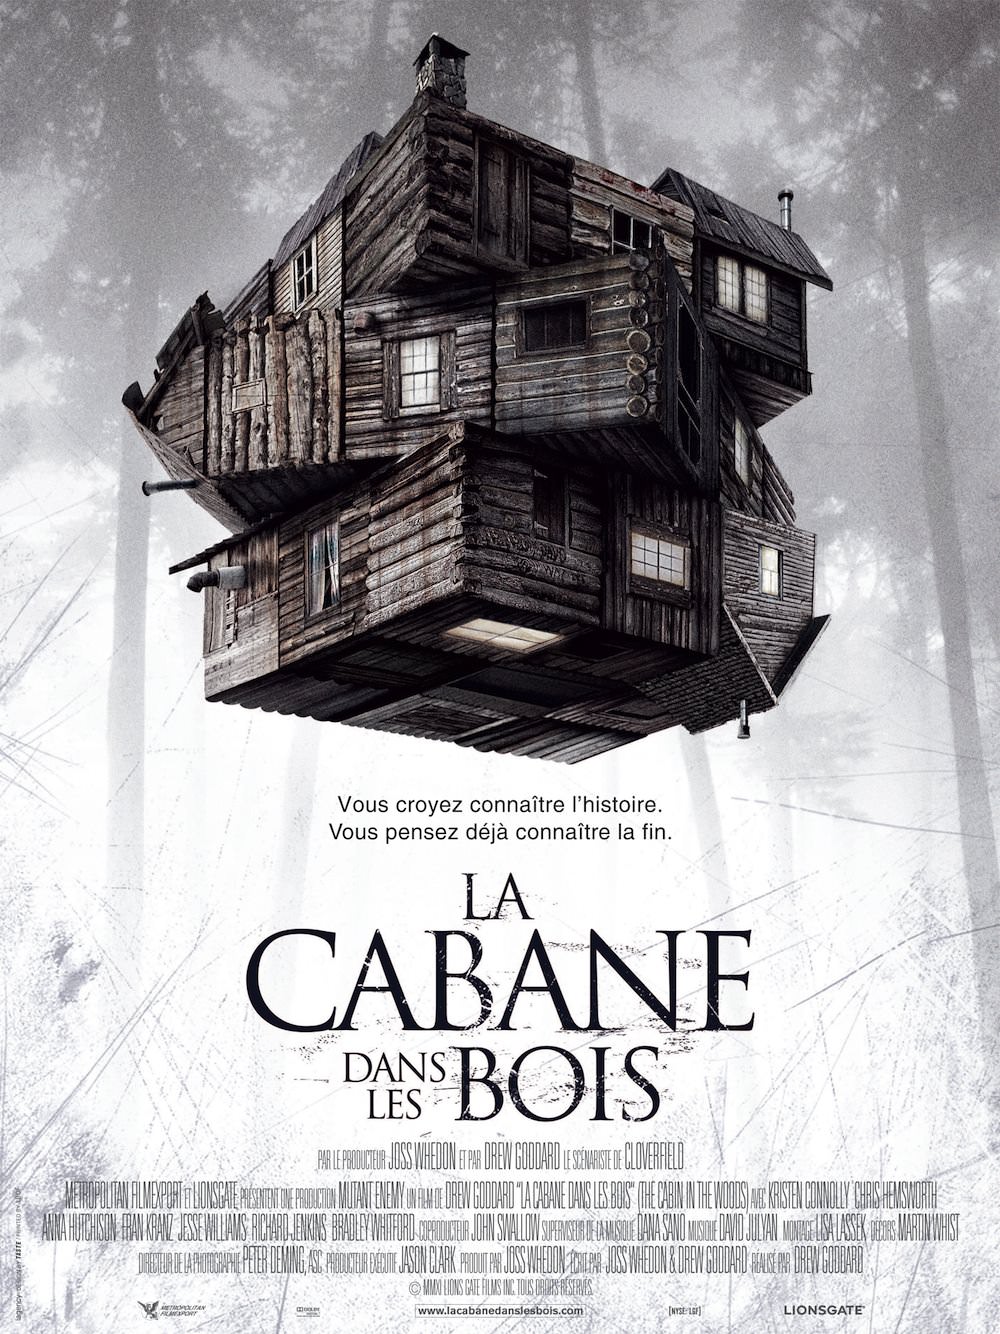 Vous croyez connaître l'histoire.
Vous pensez déjà connaître la fin.
LA
CABANE
DANS
LES BOIS
PAR LE PRODUCTEUR JOSS WHEDON ET PAR DREW GODDARD LE SCÉNARISTE DE CLOVERFIELD
METROPOLITAN FILMEXPORT ET LIONSGATE PRÉSENTENT UNE PRODUCTION MUTANT ENEMY UN FILM DE DREW GODDARD "LA CABANE DANS LES BOIS" (THE CABIN IN THE WOODS) AVEC KRISTEN CONNOLLY CHRIS HEMSWORTH
ANNA HUTCHISON FRAN KRANZ JESSE WILLIAMS RICHARD JENKINS BRADLEY WHITFORD COPRODUCTEUR JOHN SWALLOW SUPERVISEUR DE LA MUSIQUE DANA SANO MUSIQUE DAVID JULYAN MONTAGE LISA LASSEK DÉCORS MARTIN WHIST
DIRECTEUR DE LA PHOTOGRAPHIE PETER DEMING, ASC PRODUCTEUR EXÉCUTIF JASON CLARK PRODUIT PAR JOSS WHEDON ÉCRIT PAR JOSS WHEDON & DREW GODDARD RÉALISÉ PAR DREW GODDARD
© MMXI LIONS GATE FILMS INC. TOUS DROITS RÉSERVÉS.
METROPOLITAN
FILMEXPORT
DOLBY
www.lacabanedanslesbois.com
[NYSE: LGF]
LIONSGATE